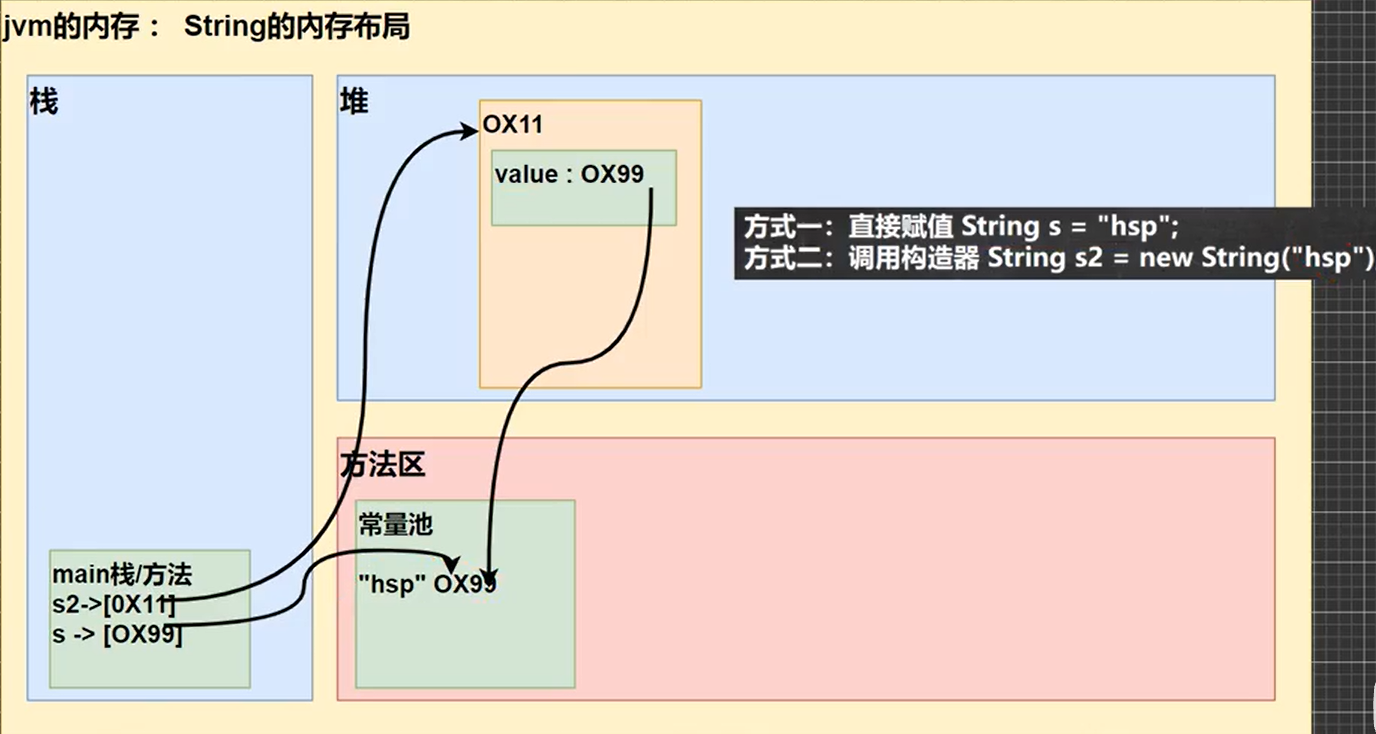 jvm的内存： String的内存布局
栈
堆
OX11
value : OX99
方式一：直接赋值 String s = "hsp";
方式二：调用构造器 String s2 = new String("hsp")
方法区
常量池
"hsp" OX99
main栈/方法
s2->[0X11]
s -> [OX99]